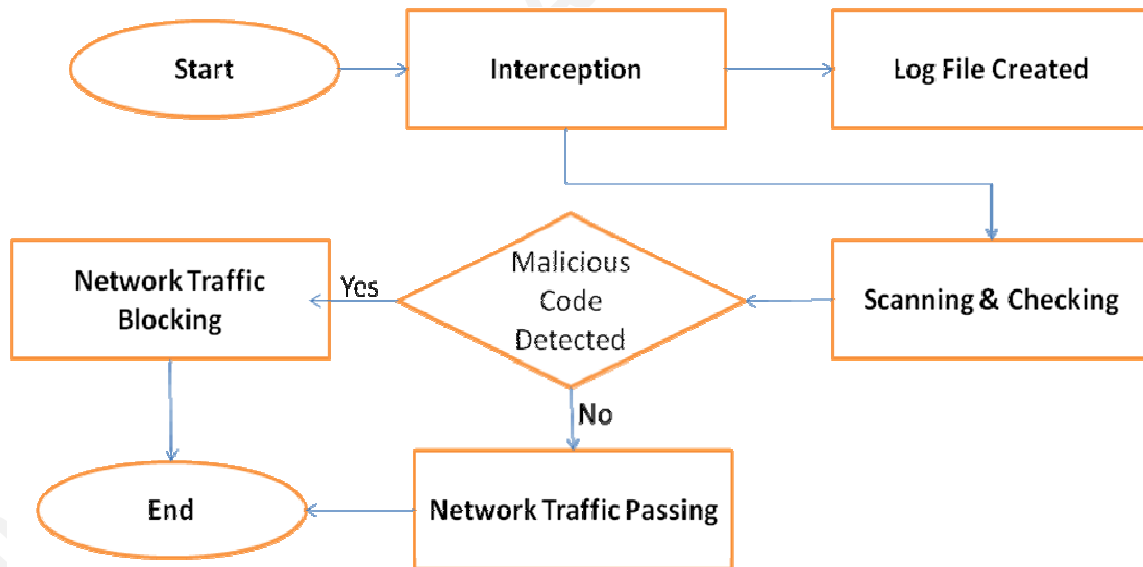 Start
Interception
Log File Created
Network Traffic
Blocking
Yes
Malicious
Code
Detected
Scanning & Checking
No
End
Network Traffic Passing